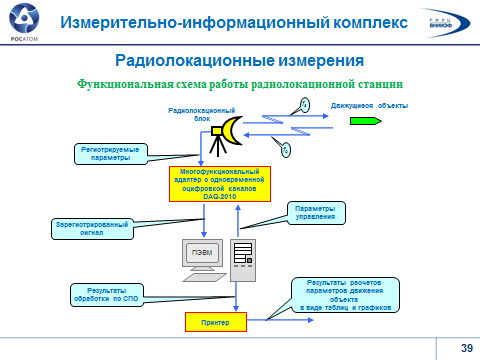 Измерительно-информационный комплекс
РОСАТОМ
ВНИИЭФ
Радиолокационные измерения
Функциональная схема работы радиолокационной станции
Радиолокационный
блок
Движущиеся объекты
Регистрируемые
параметры
Многофункциональный
адаптер с одновременной
оцифровкой каналов
DAQ-2010
Параметры
управления
Зарегистрированный
сигнал
ПЭВМ
Результаты
обработки по СПО
Результаты расчетов
параметров движения
объекта
в виде таблиц и графиков
Принтер
39